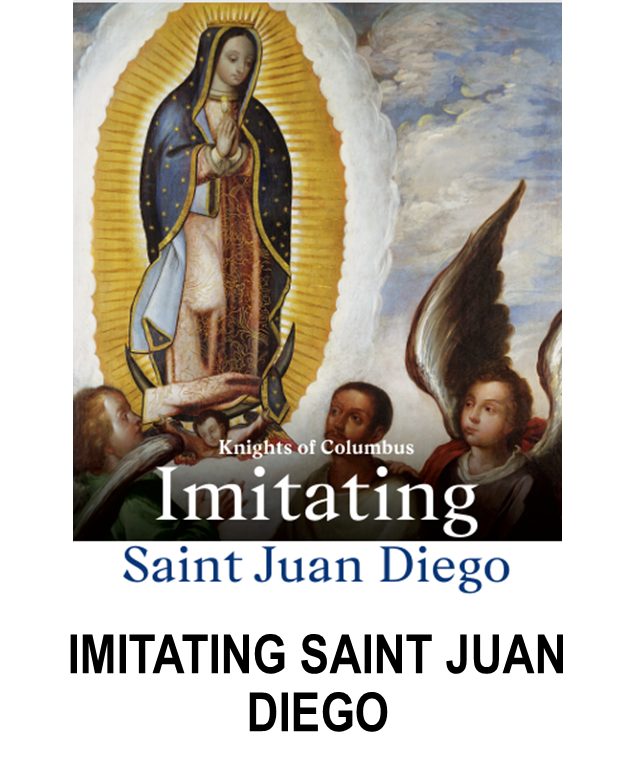 Knights of Columbus
Imitating
Saint Juan Diego
IMITATING SAINT JUAN
DIEGO